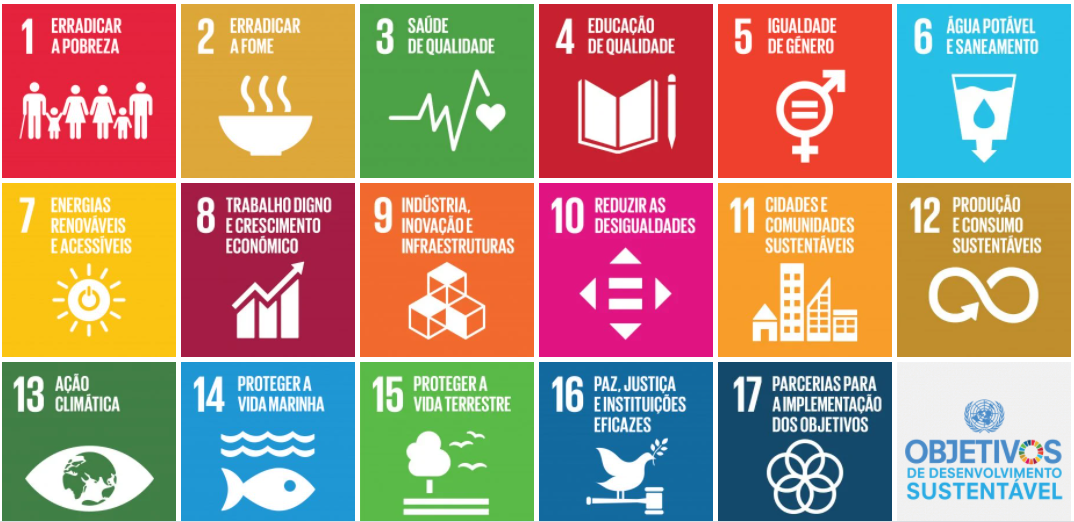 1 ERRADICAR
A POBREZA
2 ERRADICAR
A FOME
3 SAÚDE
DE QUALIDADE
4 EDUCAÇÃO
DE QUALIDADE
5 IGUALDADE
DE GÉNERO
6 ÁGUA POTÁVEL
E SANEAMENTO
7 ENERGIAS
RENOVÁVEIS
E ACESSÍVEIS
8 TRABALHO DIGNO
E CRESCIMENTO
ECONÓMICO
9 INDÚSTRIA,
INOVAÇÃO E
INFRAESTRUTURAS
10 REDUZIR AS
DESIGUALDADES
11 CIDADES E
COMUNIDADES
SUSTENTÁVEIS
12 PRODUÇÃO
E CONSUMO
SUSTENTÁVEIS
13 AÇÃO
CLIMÁTICA
14 PROTEGER A
VIDA MARINHA
15 PROTEGER A
VIDA TERRESTRE
16 PAZ, JUSTIÇA
E INSTITUIÇÕES
EFICAZES
17 PARCERIAS PARA
A IMPLEMENTAÇÃO
DOS OBJETIVOS
OBJETIVOS
DE DESENVOLVIMENTO
SUSTENTÁVEL